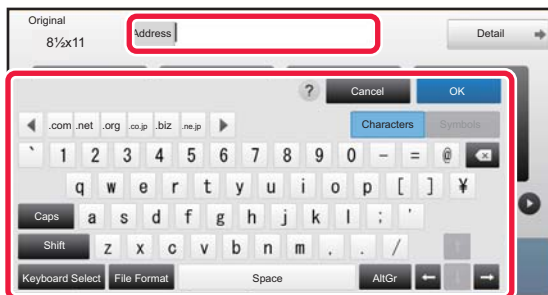 Original
8½x11
Address
Detail
? Cancel OK
.com .net .org .co.jp .biz .ne.jp Characters Symbols
` 1 2 3 4 5 6 7 8 9 0 - = @
q w e r t y u i o p [ ] ¥
Caps a s d f g h j k l ; '
Shift z x c v b n m , . /
Keyboard Select File Format Space AltGr